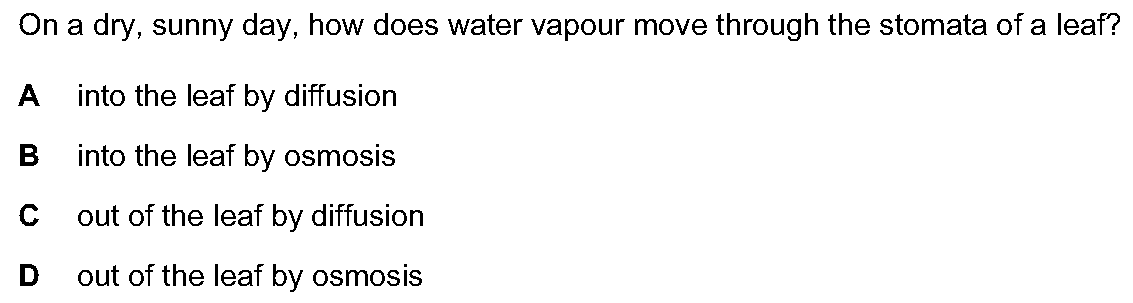 On a dry, sunny day, how does water vapour move through the stomata of a leaf?
A into the leaf by diffusion
B into the leaf by osmosis
C out of the leaf by diffusion
D out of the leaf by osmosis